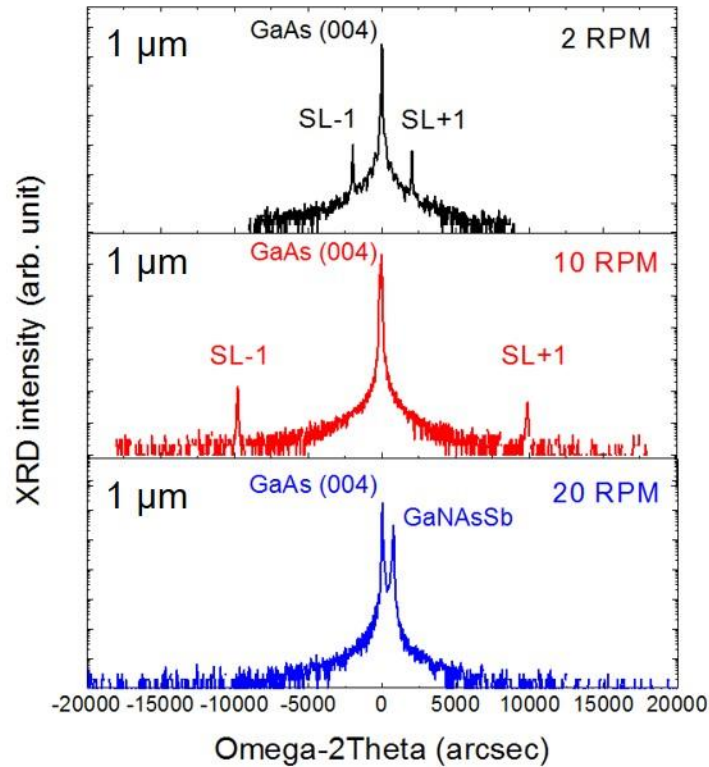 1 µm
GaAs (004)
2 RPM
SL-1
SL+1
1 µm
GaAs (004)
10 RPM
SL-1
SL+1
1 µm
GaAs (004)
20 RPM
GaNAsSb
XRD intensity (arb. unit)
-20000 -15000 -10000 -5000 0 5000 10000 15000 20000
Omega-2Theta (arcsec)